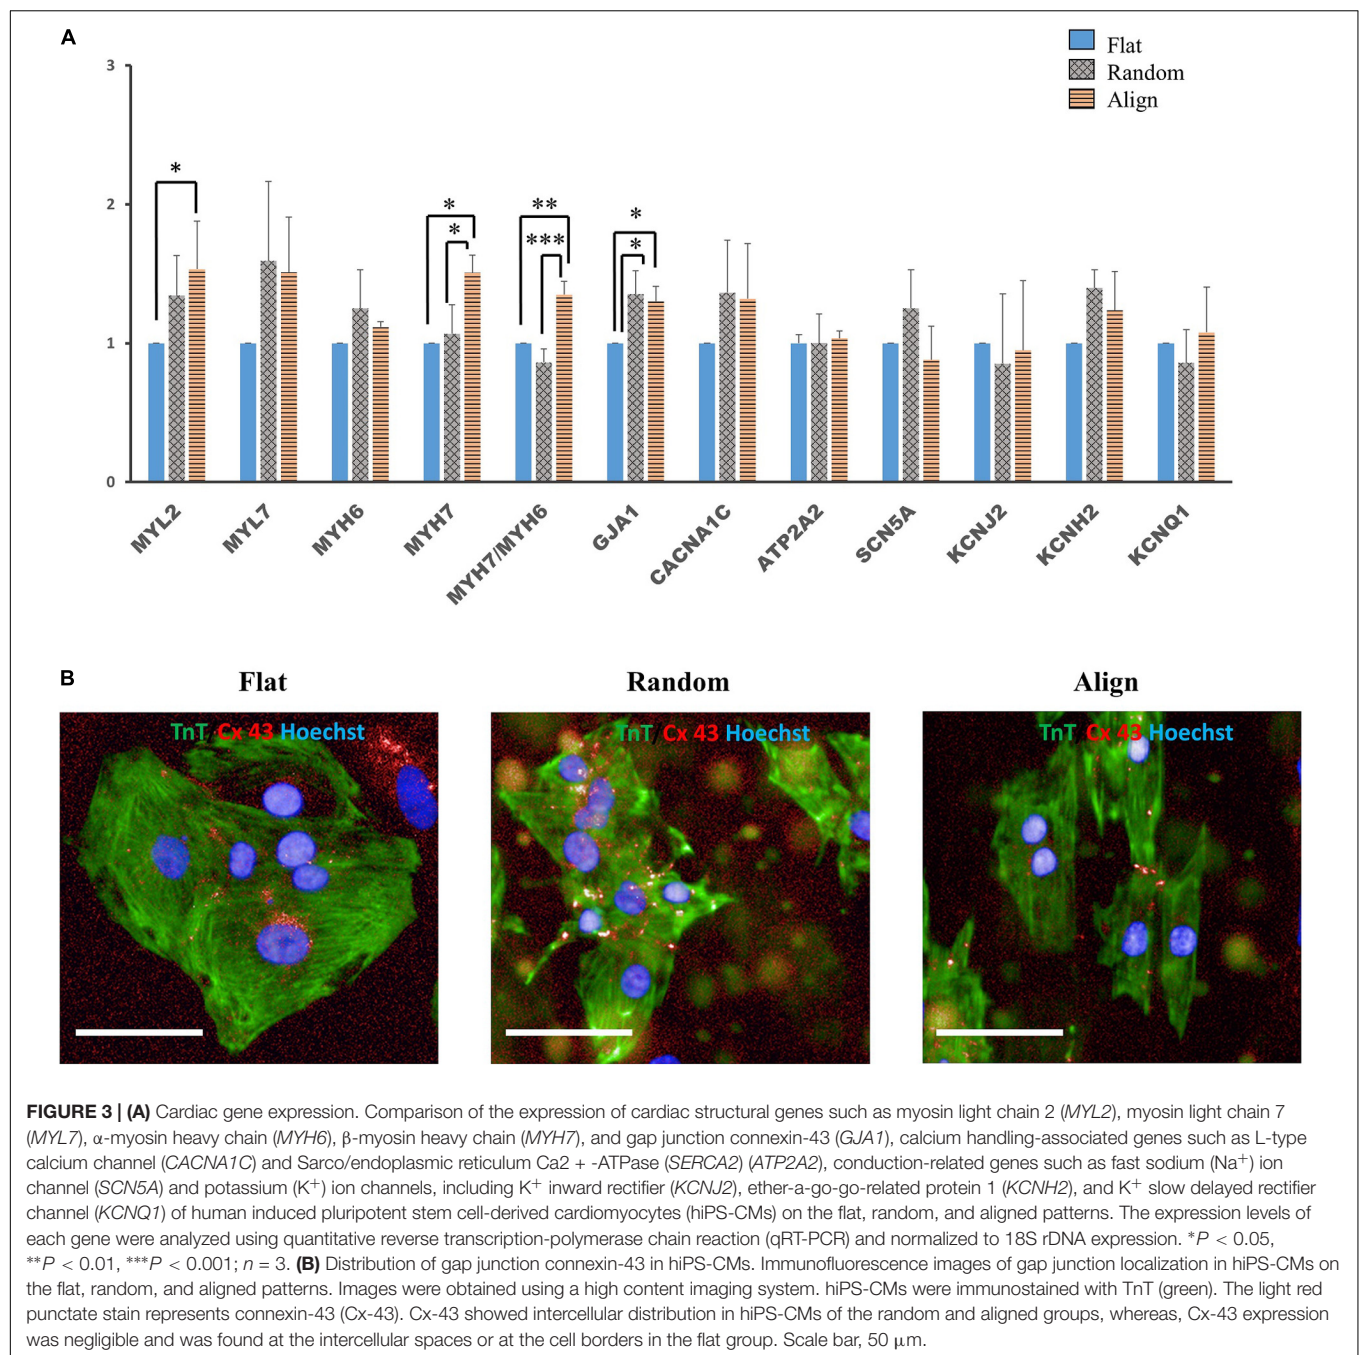 A
Flat
Random
Align
3
2
1
0
*
*
*
**
***
*
*
MYL2
MYL7
MYH6
MYH7
MYH7/MYH6
GJA1
CACNA1C
ATP2A2
SCN5A
KCNJ2
KCNH2
KCNQ1
B
Flat
Random
Align
TnT Cx 43 Hoechst
TnT Cx 43 Hoechst
TnT Cx 43 Hoechst
FIGURE 3 | (A) Cardiac gene expression. Comparison of the expression of cardiac structural genes such as myosin light chain 2 (MYL2), myosin light chain 7
(MYL7), α-myosin heavy chain (MYH6), β-myosin heavy chain (MYH7), and gap junction connexin-43 (GJA1), calcium handling-associated genes such as L-type
calcium channel (CACNA1C) and Sarco/endoplasmic reticulum Ca2 + -ATPase (SERCA2) (ATP2A2), conduction-related genes such as fast sodium (Na⁺) ion
channel (SCN5A) and potassium (K⁺) ion channels, including K⁺ inward rectifier (KCNJ2), ether-a-go-go-related protein 1 (KCNH2), and K⁺ slow delayed rectifier
channel (KCNQ1) of human induced pluripotent stem cell-derived cardiomyocytes (hiPS-CMs) on the flat, random, and aligned patterns. The expression levels of
each gene were analyzed using quantitative reverse transcription-polymerase chain reaction (qRT-PCR) and normalized to 18S rDNA expression. *P < 0.05,
**P < 0.01, ***P < 0.001; n = 3. (B) Distribution of gap junction connexin-43 in hiPS-CMs. Immunofluorescence images of gap junction localization in hiPS-CMs on
the flat, random, and aligned patterns. Images were obtained using a high content imaging system. hiPS-CMs were immunostained with TnT (green). The light red
punctate stain represents connexin-43 (Cx-43). Cx-43 showed intercellular distribution in hiPS-CMs of the random and aligned groups, whereas, Cx-43 expression
was negligible and was found at the intercellular spaces or at the cell borders in the flat group. Scale bar, 50 μm.